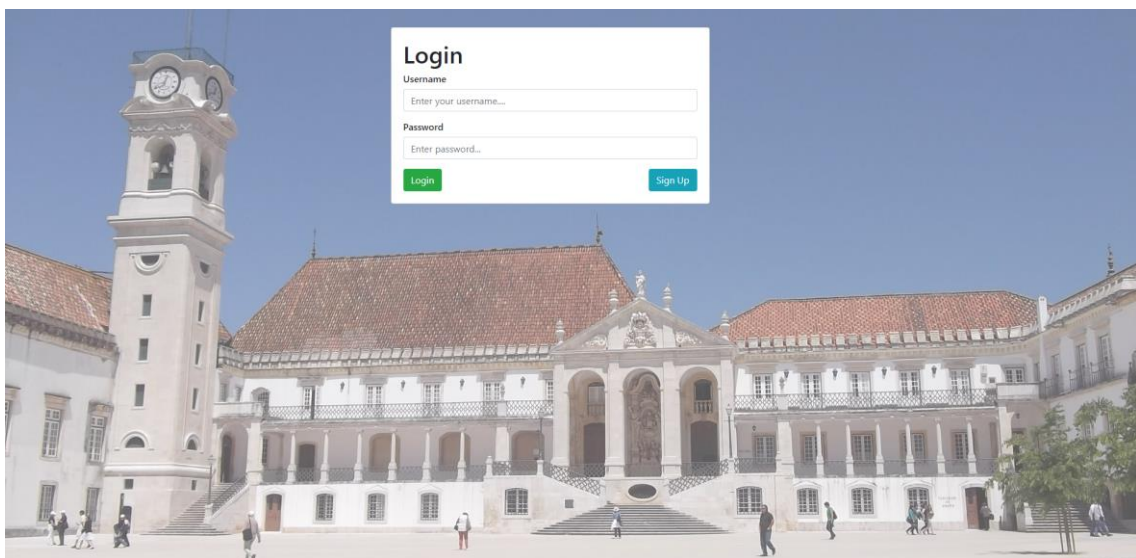 Login
Username
Enter your username....
Password
Enter password...
Login
Sign Up